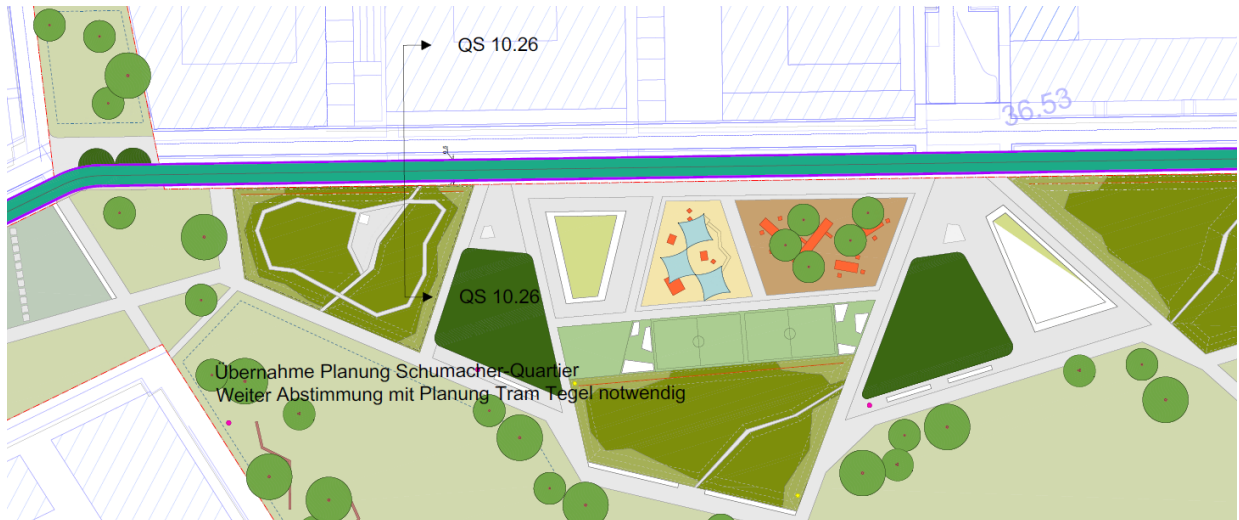 QS 10.26
36.53
QS 10.26
Übernahme Planung Schumacher-Quartier
Weiter Abstimmung mit Planung Tram Tegel notwendig